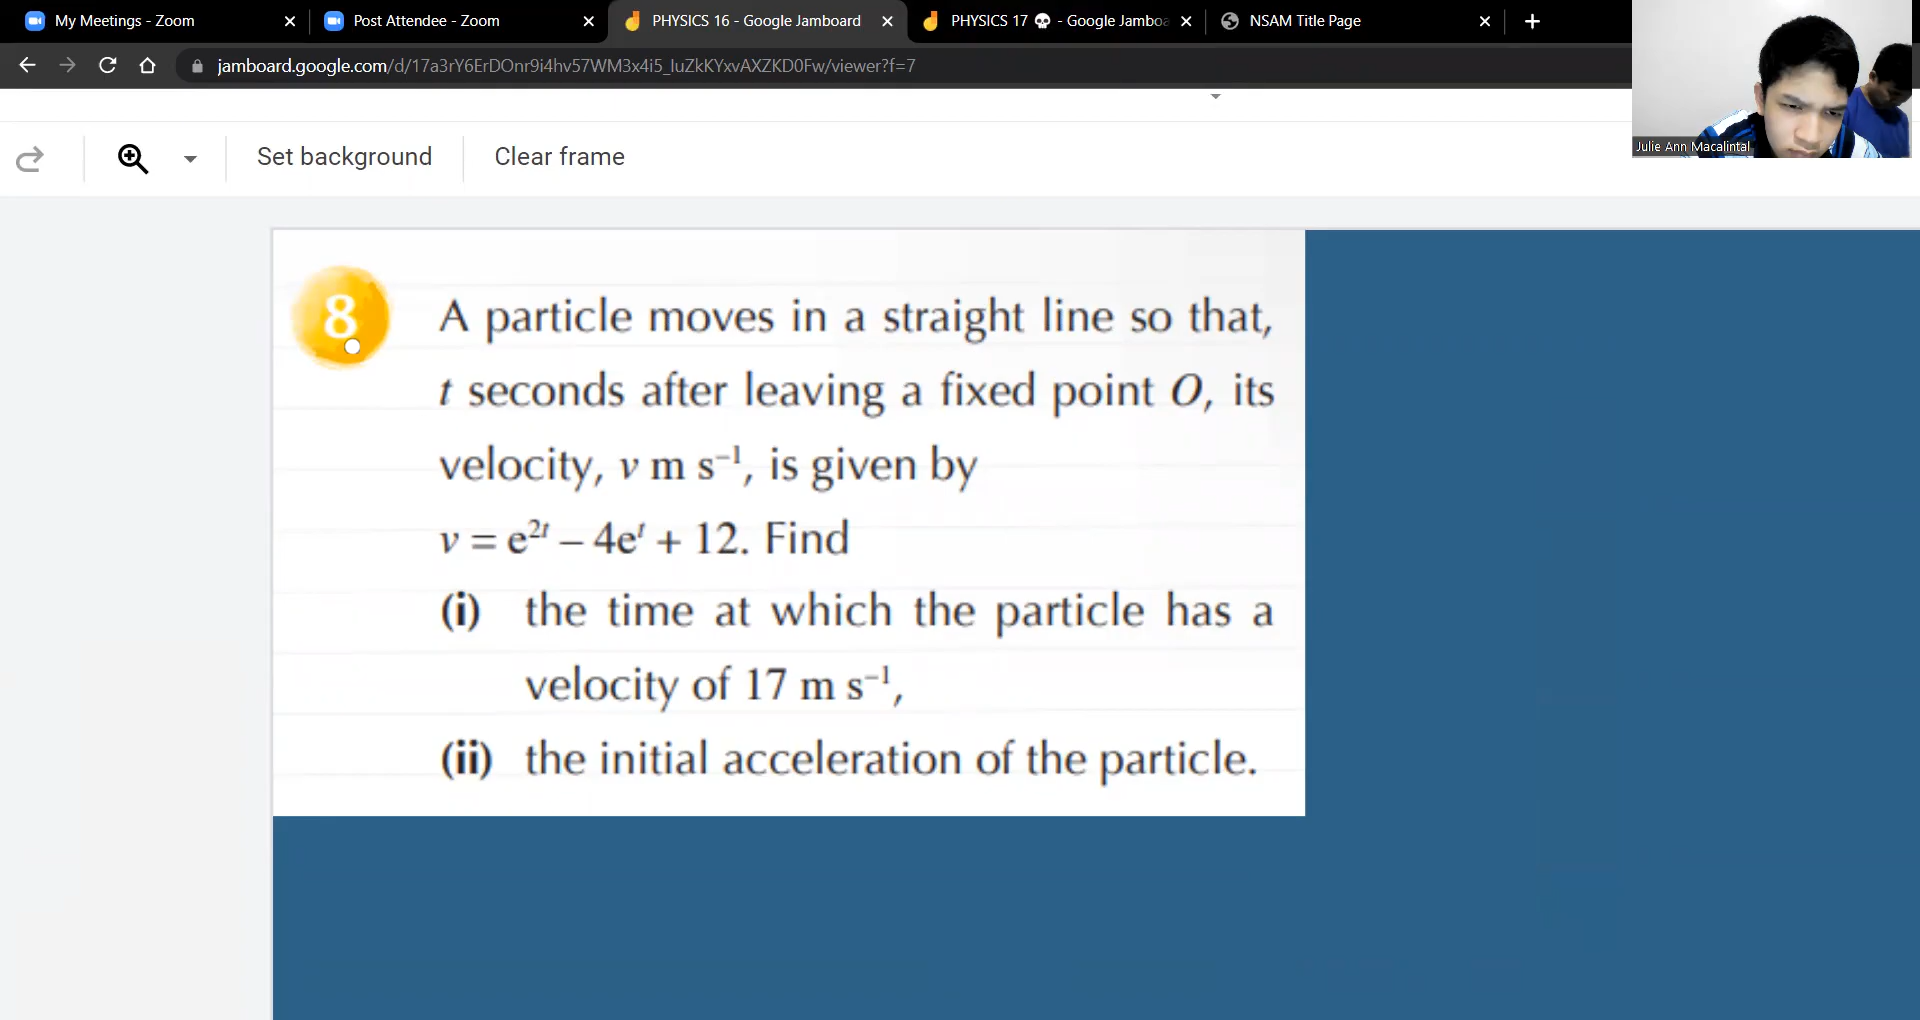 My Meetings - Zoom
Post Attendee - Zoom
PHYSICS 16 - Google Jamboard
PHYSICS 17 💀 - Google Jamboa
NSAM Title Page
jamboard.google.com/d/17a3rY6ErDOnr9i4hv57WM3x4i5_IuZkKYxvAXZKD0Fw/viewer?f=7
Julie Ann Macalintal
Set background
Clear frame
8
A particle moves in a straight line so that,
t seconds after leaving a fixed point O, its
velocity, v m s⁻¹, is given by
v = e²ᵗ – 4eᵗ + 12. Find
(i) the time at which the particle has a
velocity of 17 m s⁻¹,
(ii) the initial acceleration of the particle.